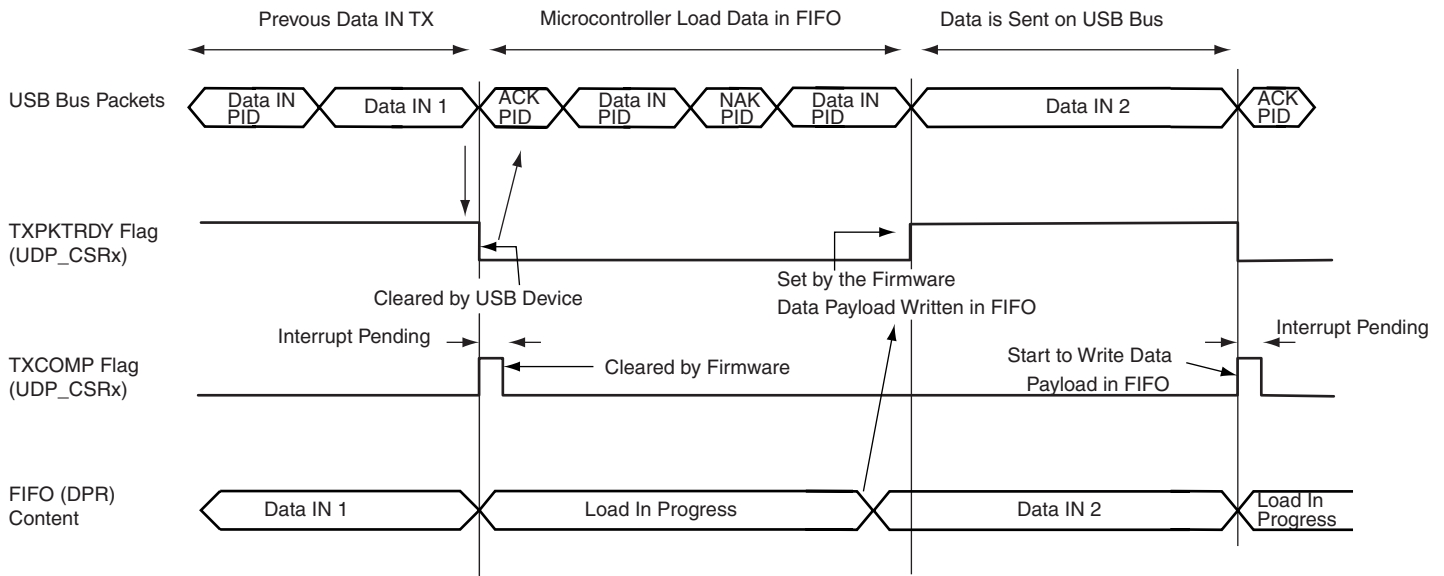 Prevous Data IN TX
Microcontroller Load Data in FIFO
Data is Sent on USB Bus
USB Bus Packets
Data IN
PID
Data IN 1
ACK
PID
Data IN
PID
NAK
PID
Data IN
PID
Data IN 2
ACK
PID
TXPKTRDY Flag
(UDP_CSRx)
Cleared by USB Device
Set by the Firmware
Data Payload Written in FIFO
Interrupt Pending
Interrupt Pending
TXCOMP Flag
(UDP_CSRx)
Cleared by Firmware
Start to Write Data
Payload in FIFO
FIFO (DPR)
Content
Data IN 1
Load In Progress
Data IN 2
Load In
Progress